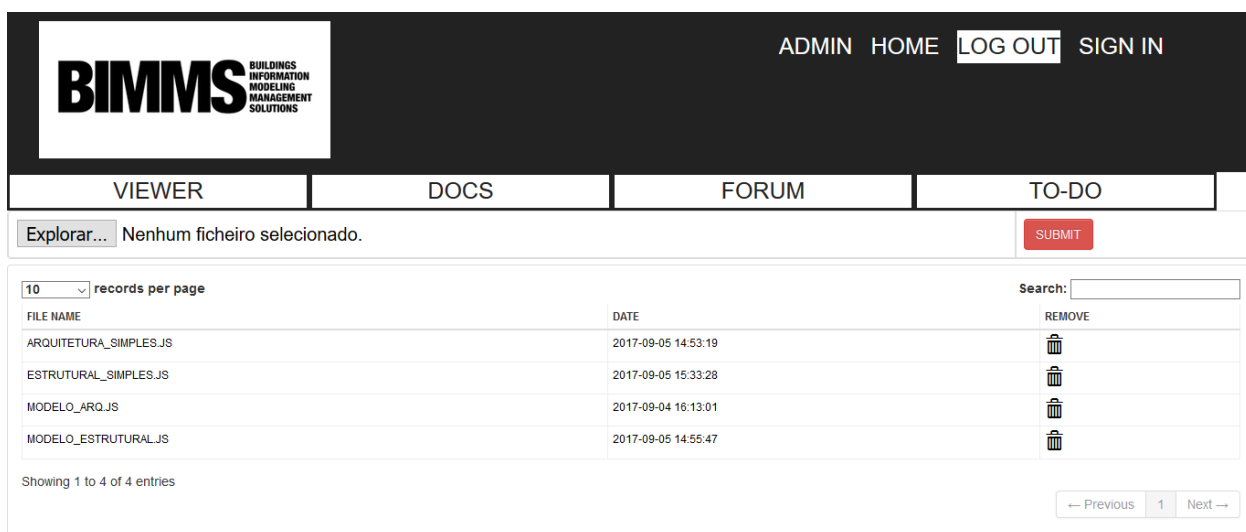 BIMMS
BUILDINGS
INFORMATION
MODELING
MANAGEMENT
SOLUTIONS
ADMIN HOME LOG OUT SIGN IN
VIEWER DOCS FORUM TO-DO
Explorar... Nenhum ficheiro selecionado. SUBMIT
10 records per page Search:
FILE NAME DATE REMOVE
ARQUITETURA_SIMPLES.JS 2017-09-05 14:53:19
ESTRUTURAL_SIMPLES.JS 2017-09-05 15:33:28
MODELO_ARQ.JS 2017-09-04 16:13:01
MODELO_ESTRUTURAL.JS 2017-09-05 14:55:47
Showing 1 to 4 of 4 entries
← Previous 1 Next →